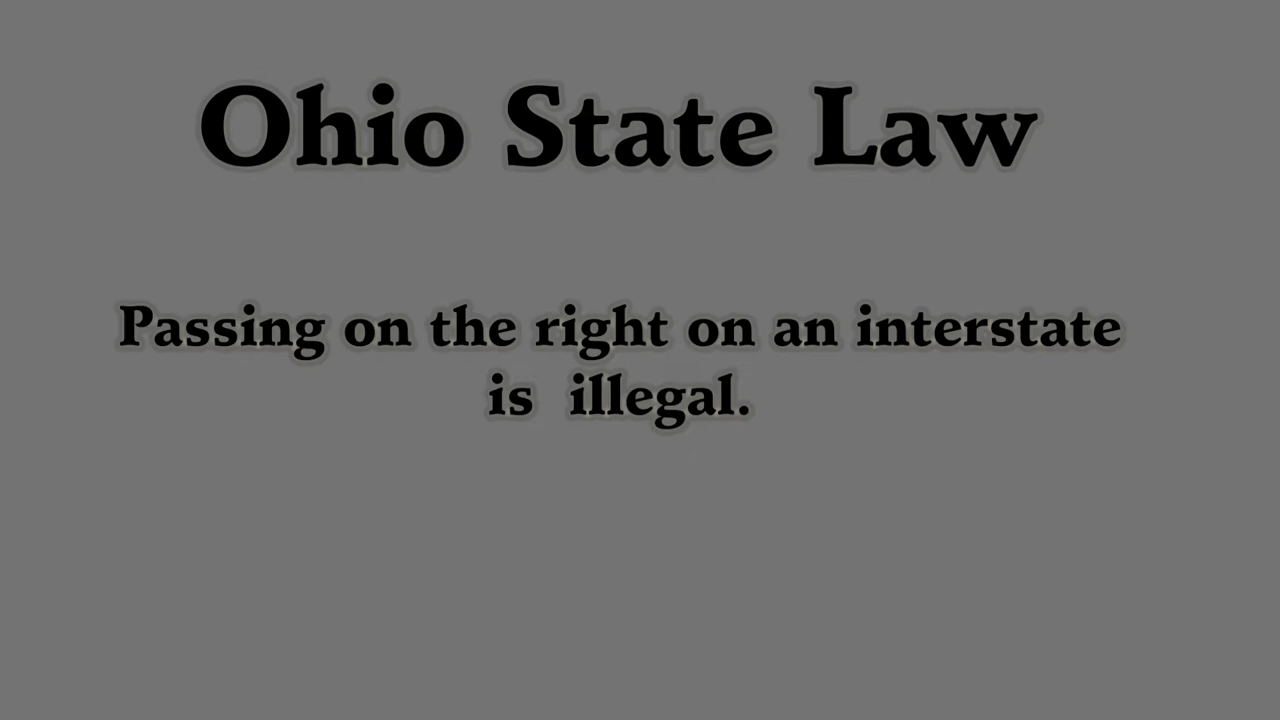 Ohio State Law
Passing on the right on an interstate
is illegal.